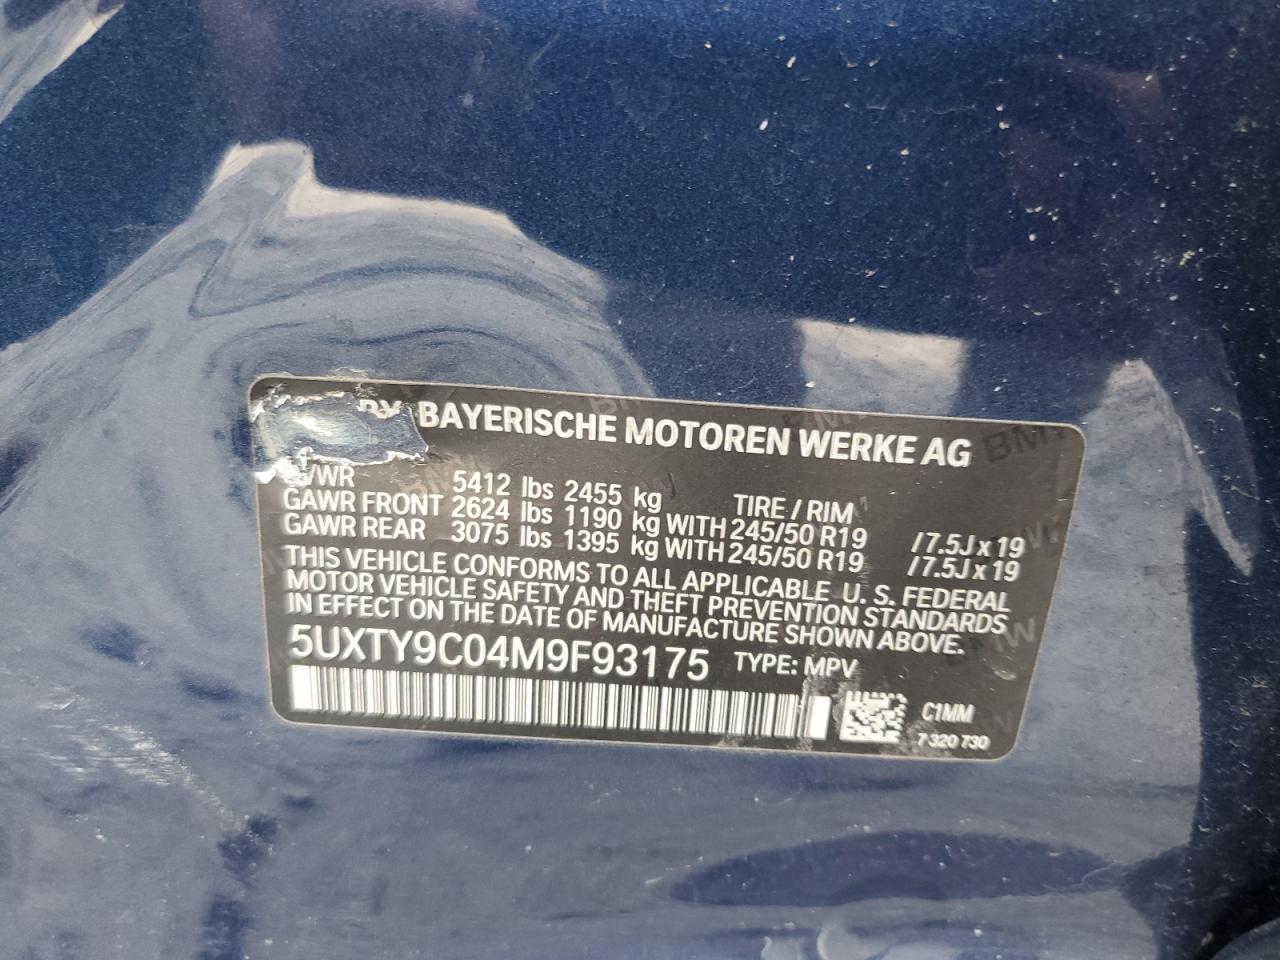 BY: BAYERISCHE MOTOREN WERKE AG
GVWR 5412 lbs 2455 kg TIRE / RIM
GAWR FRONT 2624 lbs 1190 kg WITH 245/50 R19 /7.5J x 19
GAWR REAR 3075 lbs 1395 kg WITH 245/50 R19 /7.5J x 19
THIS VEHICLE CONFORMS TO ALL APPLICABLE U. S. FEDERAL
MOTOR VEHICLE SAFETY AND THEFT PREVENTION STANDARDS
IN EFFECT ON THE DATE OF MANUFACTURE SHOWN ABOVE.
5UXTY9C04M9F93175 TYPE: MPV
C1MM
7 320 730